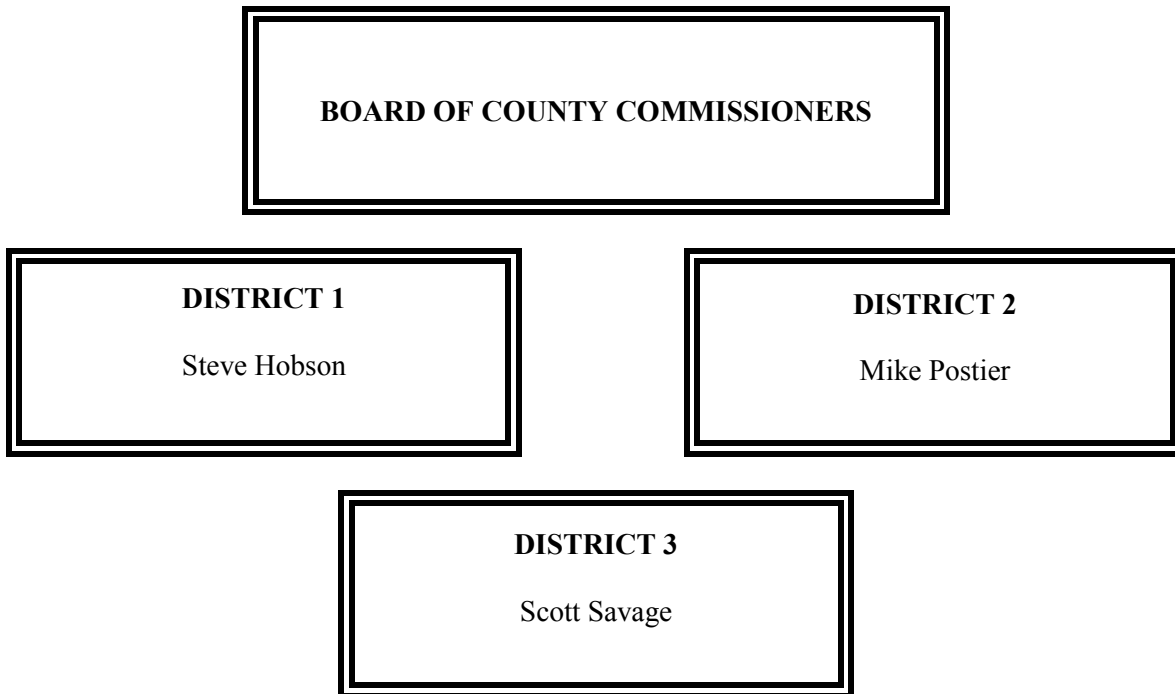 BOARD OF COUNTY COMMISSIONERS
DISTRICT 1
Steve Hobson
DISTRICT 2
Mike Postier
DISTRICT 3
Scott Savage